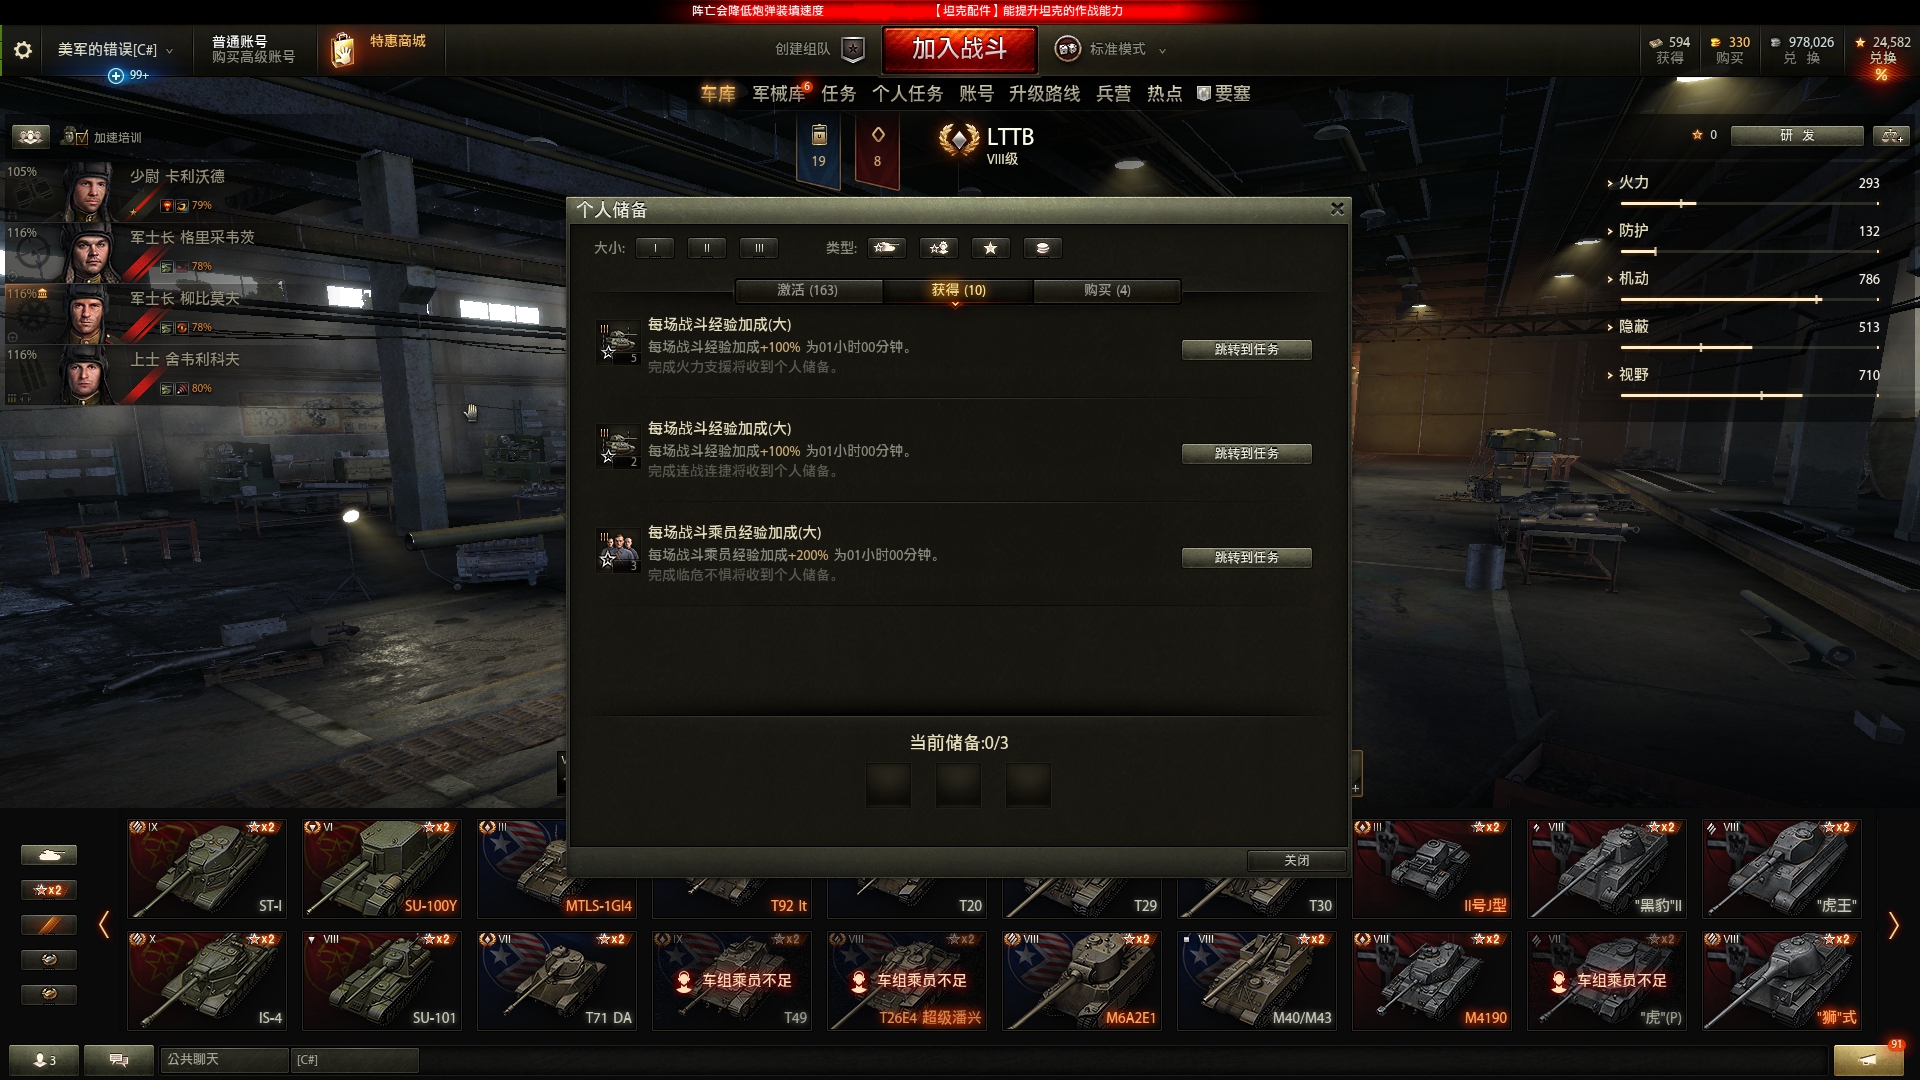 阵亡会降低炮弹装填速度
【坦克配件】能提升坦克的作战能力
美军的错误[C#]
99+
普通账号
购买高级账号
特惠商城
创建组队
加入战斗
标准模式
594
获得
330
购买
978,026
兑 换
24,582
兑换
%
车库
军械库
6
任务
个人任务
账号
升级路线
兵营
热点
要塞
加速培训
19
8
LTTB
VIII级
0
研 发
105%
少尉 卡利沃德
79%
116%
军士长 格里采韦茨
78%
116%
军士长 柳比莫夫
78%
116%
上士 舍韦利科夫
80%
火力
293
防护
132
机动
786
隐蔽
513
视野
710
个人储备
大小:
I
II
III
类型:
激活 (163)
获得 (10)
购买 (4)
每场战斗经验加成(大)
每场战斗经验加成+100% 为01小时00分钟。
完成火力支援将收到个人储备。
5
跳转到任务
每场战斗经验加成(大)
每场战斗经验加成+100% 为01小时00分钟。
完成连战连捷将收到个人储备。
2
跳转到任务
每场战斗乘员经验加成(大)
每场战斗乘员经验加成+200% 为01小时00分钟。
完成临危不惧将收到个人储备。
3
跳转到任务
当前储备:0/3
关闭
x2
IX
x2
ST-I
VI
x2
SU-100Y
III
MTLS-1GI4
T92 lt
T20
T29
T30
III
x2
II号J型
VIII
x2
"黑豹"II
VIII
x2
"虎王"
X
x2
IS-4
VIII
x2
SU-101
VII
x2
T71 DA
IX
x2
车组乘员不足
T49
VIII
x2
车组乘员不足
T26E4 超级潘兴
VIII
x2
M6A2E1
VIII
x2
M40/M43
VIII
x2
M4190
VII
x2
车组乘员不足
"虎"(P)
VIII
x2
"狮"式
3
公共聊天
[C#]
91